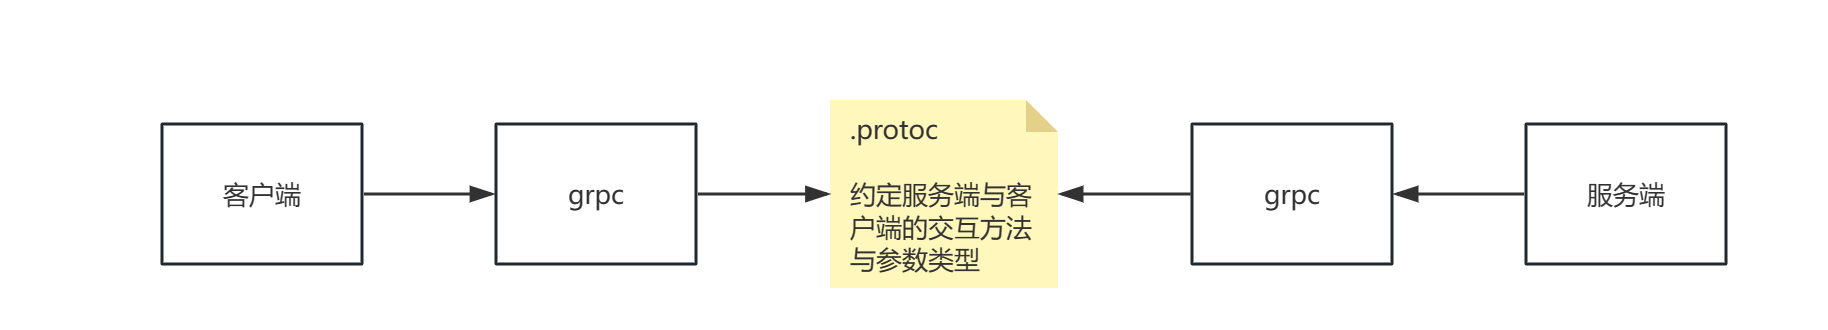 客户端
grpc
.protoc
约定服务端与客
户端的交互方法
与参数类型
grpc
服务端